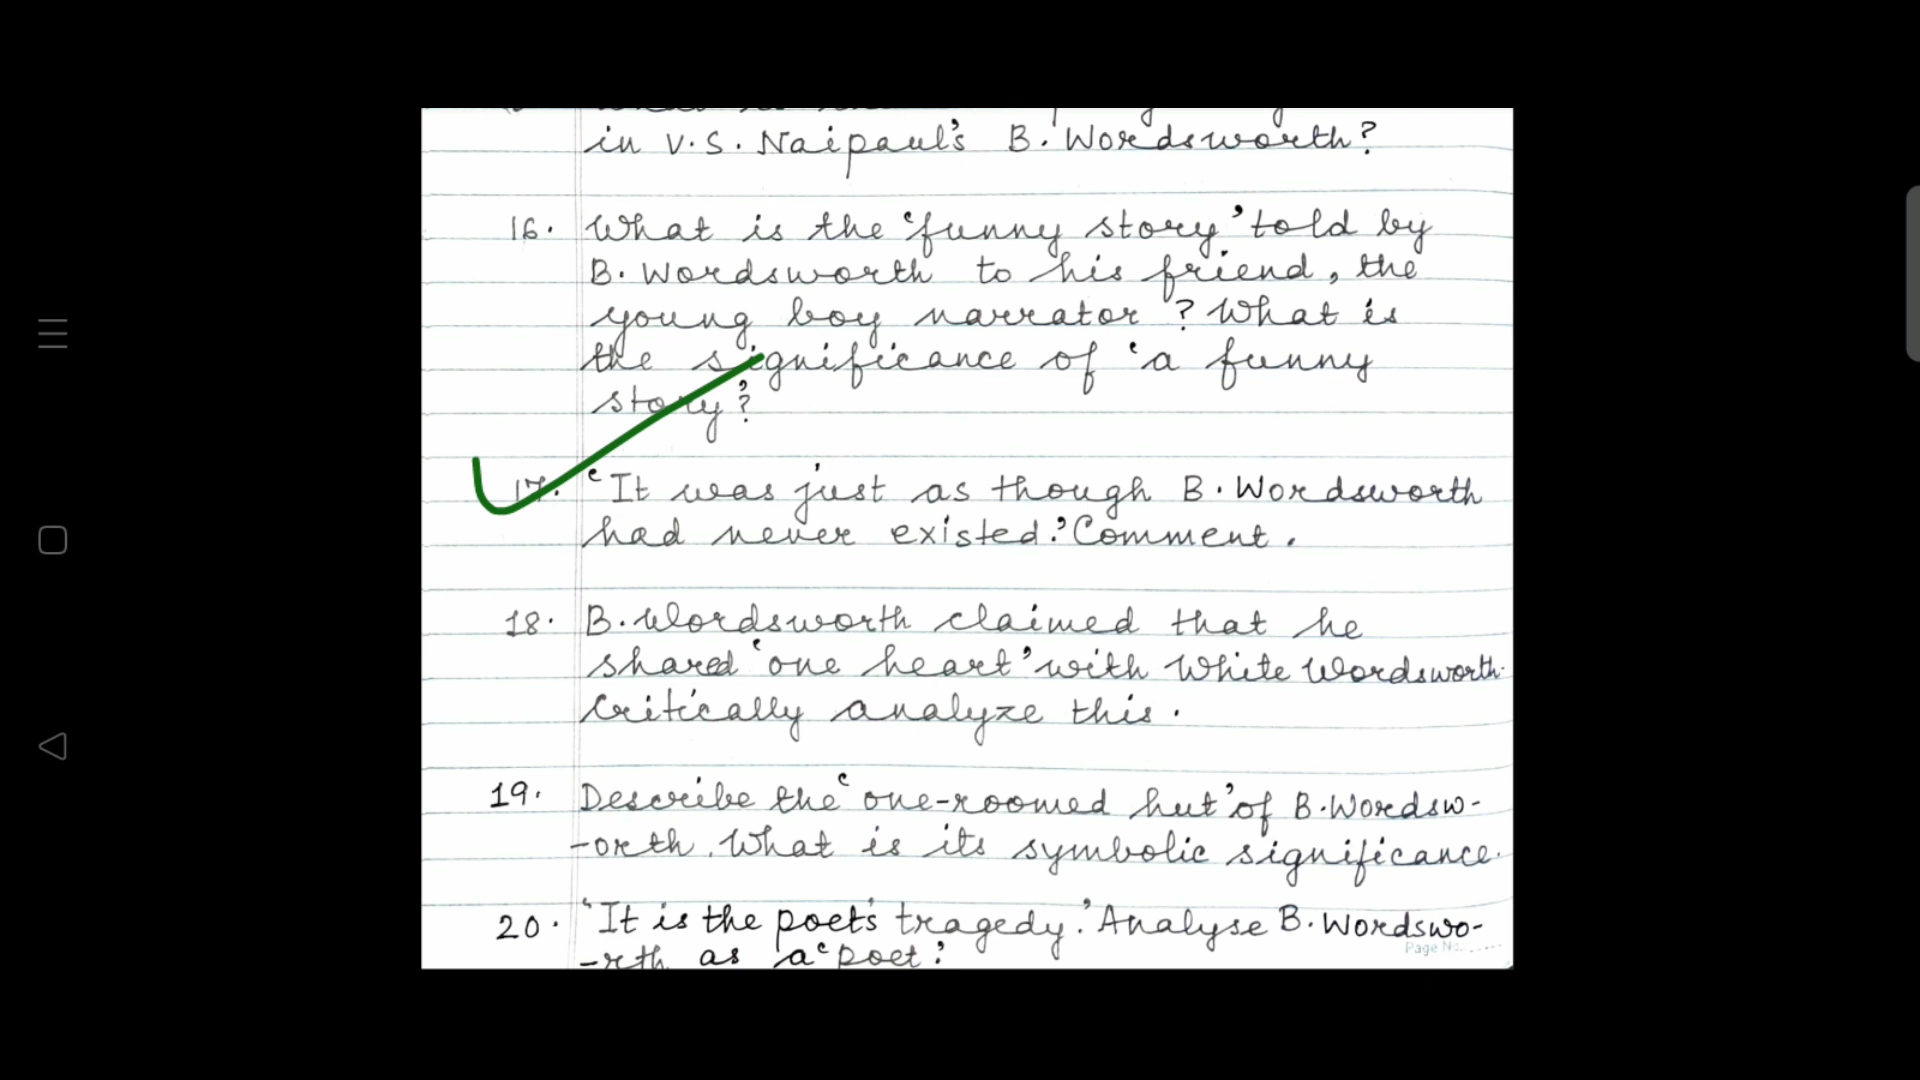 in V.S. Naipaul's B. Wordsworth?
16. What is the 'funny story' told by
B. Wordsworth to his friend, the
young boy narrator? What is
the significance of 'a funny
story'?
17. 'It was just as though B. Wordsworth
had never existed.' Comment.
18. B. Wordsworth claimed that he
shared 'one heart' with White Wordsworth.
Critically analyze this.
19. Describe the 'one-roomed hut' of B. Wordsw-
-orth. What is its symbolic significance.
20. 'It is the poet's tragedy.' Analyse B. Wordswo-
-rth as a 'poet'.
Page No.